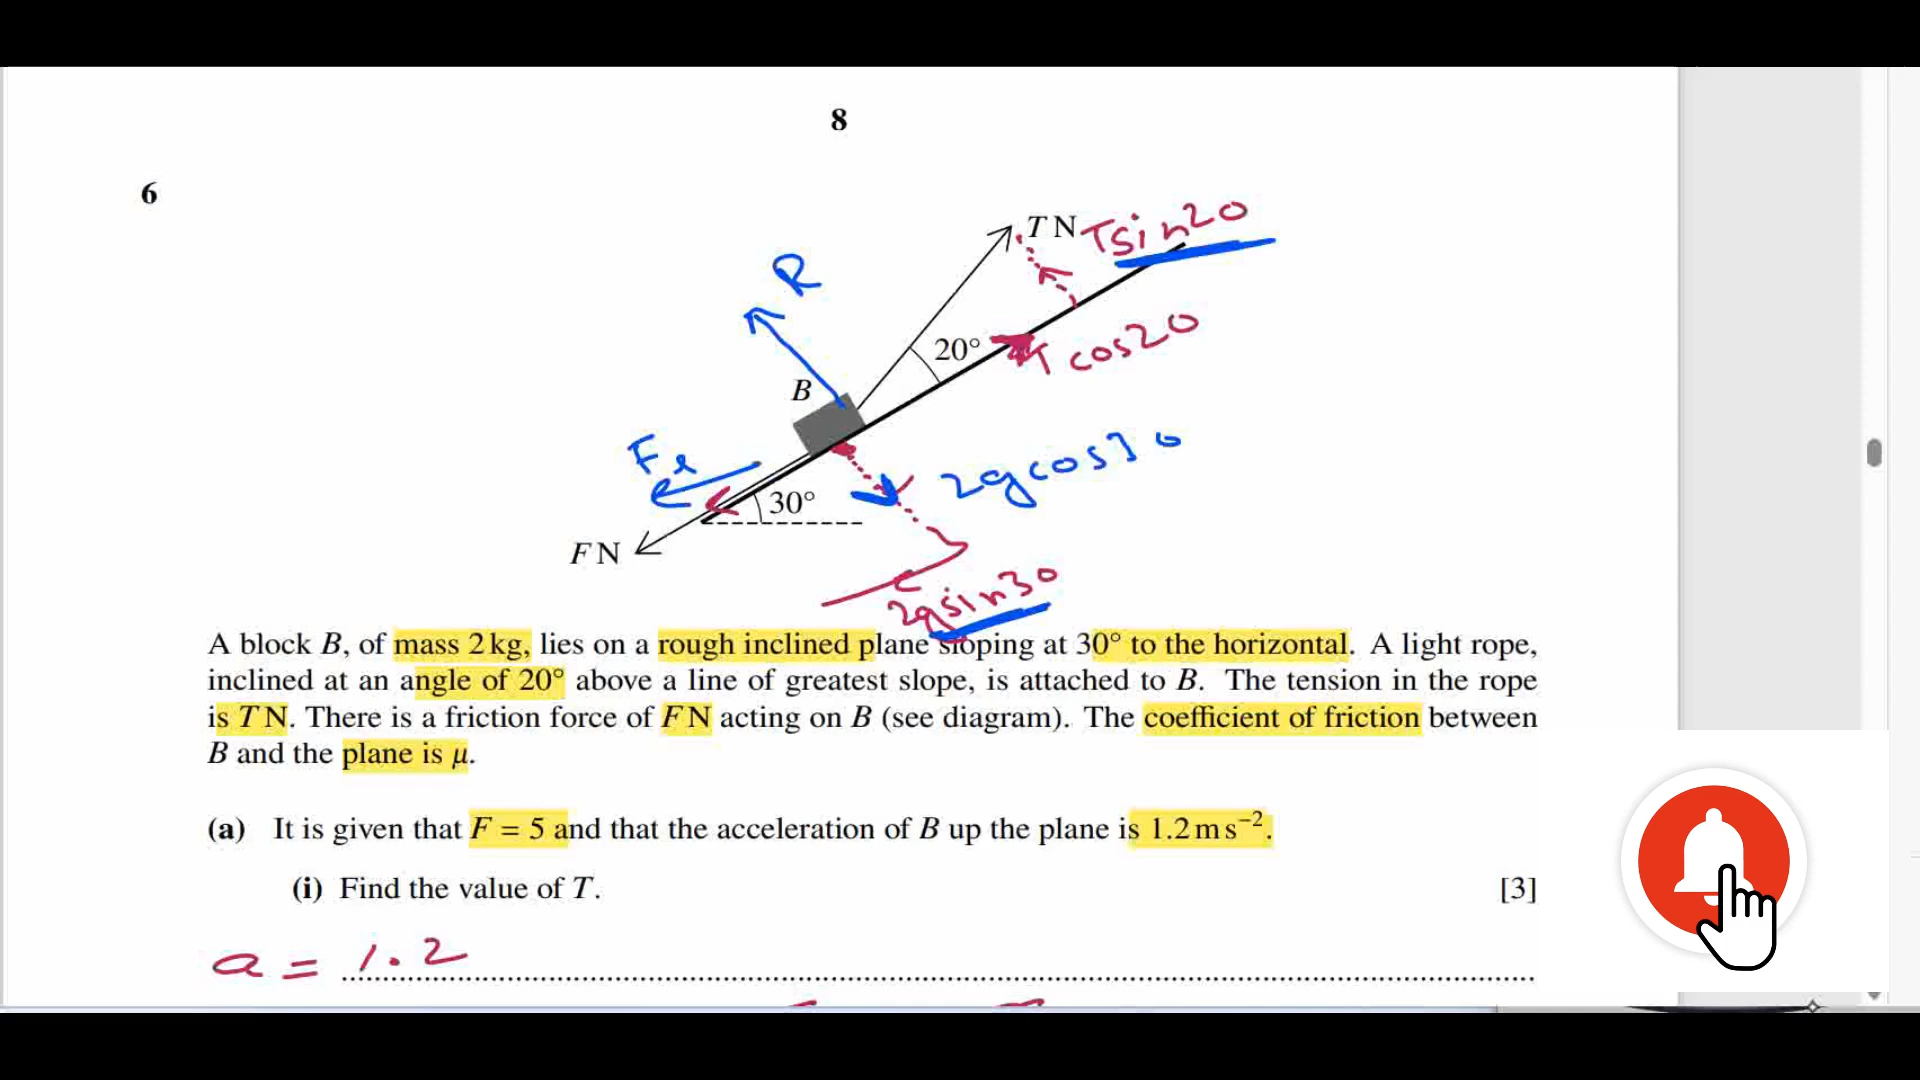 8
6
T N
Tsin20
R
20°
Tcos20
B
Fr
2gcos30
30°
F N
2gsin30
A block B, of mass 2 kg, lies on a rough inclined plane sloping at 30° to the horizontal. A light rope,
inclined at an angle of 20° above a line of greatest slope, is attached to B. The tension in the rope
is T N. There is a friction force of F N acting on B (see diagram). The coefficient of friction between
B and the plane is μ.
(a) It is given that F = 5 and that the acceleration of B up the plane is 1.2 m s⁻².
(i) Find the value of T. [3]
a = 1.2